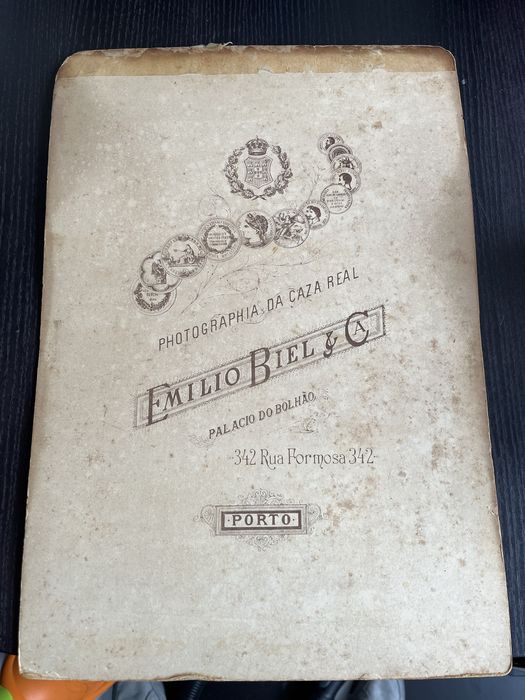 PHOTOGRAPHIA DA CAZA REAL
EMILIO BIEL & CA.
PALACIO DO BOLHÃO
342 Rua Formosa 342
PORTO